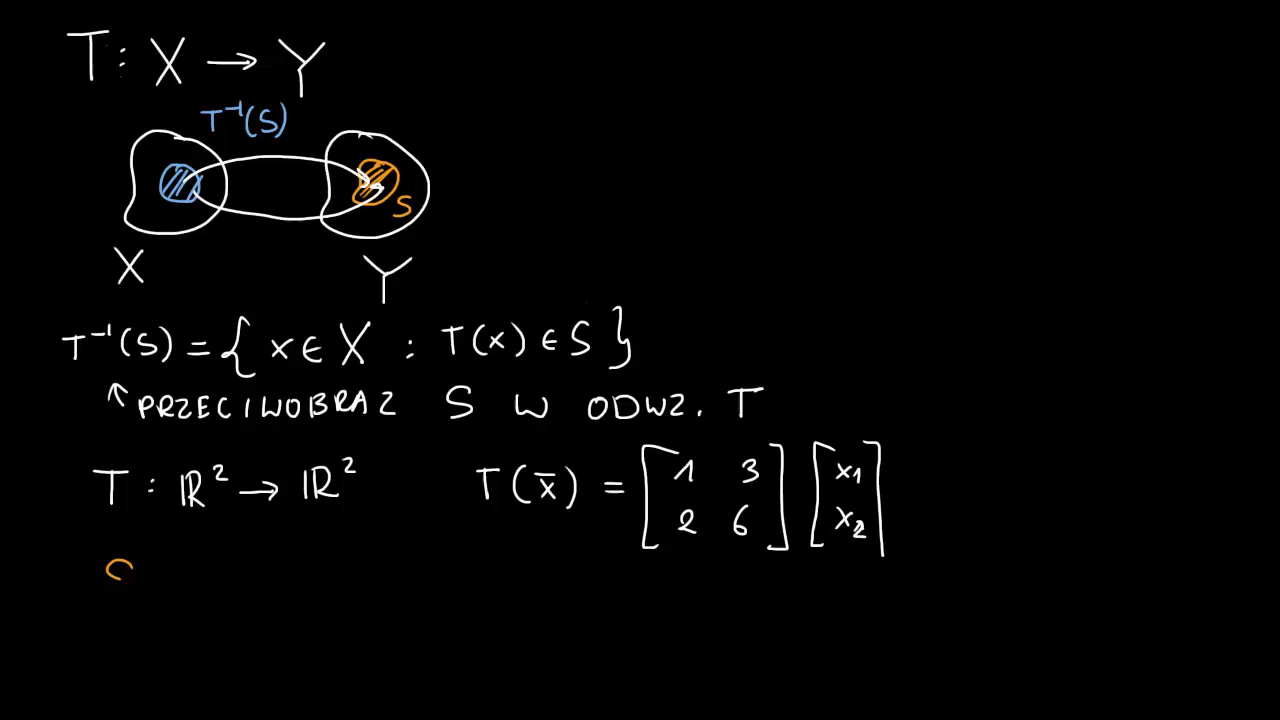 T : X → Y
T⁻¹(S)
S
X Y
T⁻¹(S) = { x ∈ X : T(x) ∈ S }
↑ PRZECIWOBRAZ S W ODWZ. T
T : ℝ² → ℝ² T(x̄) = [1 3; 2 6] [x₁; x₂]